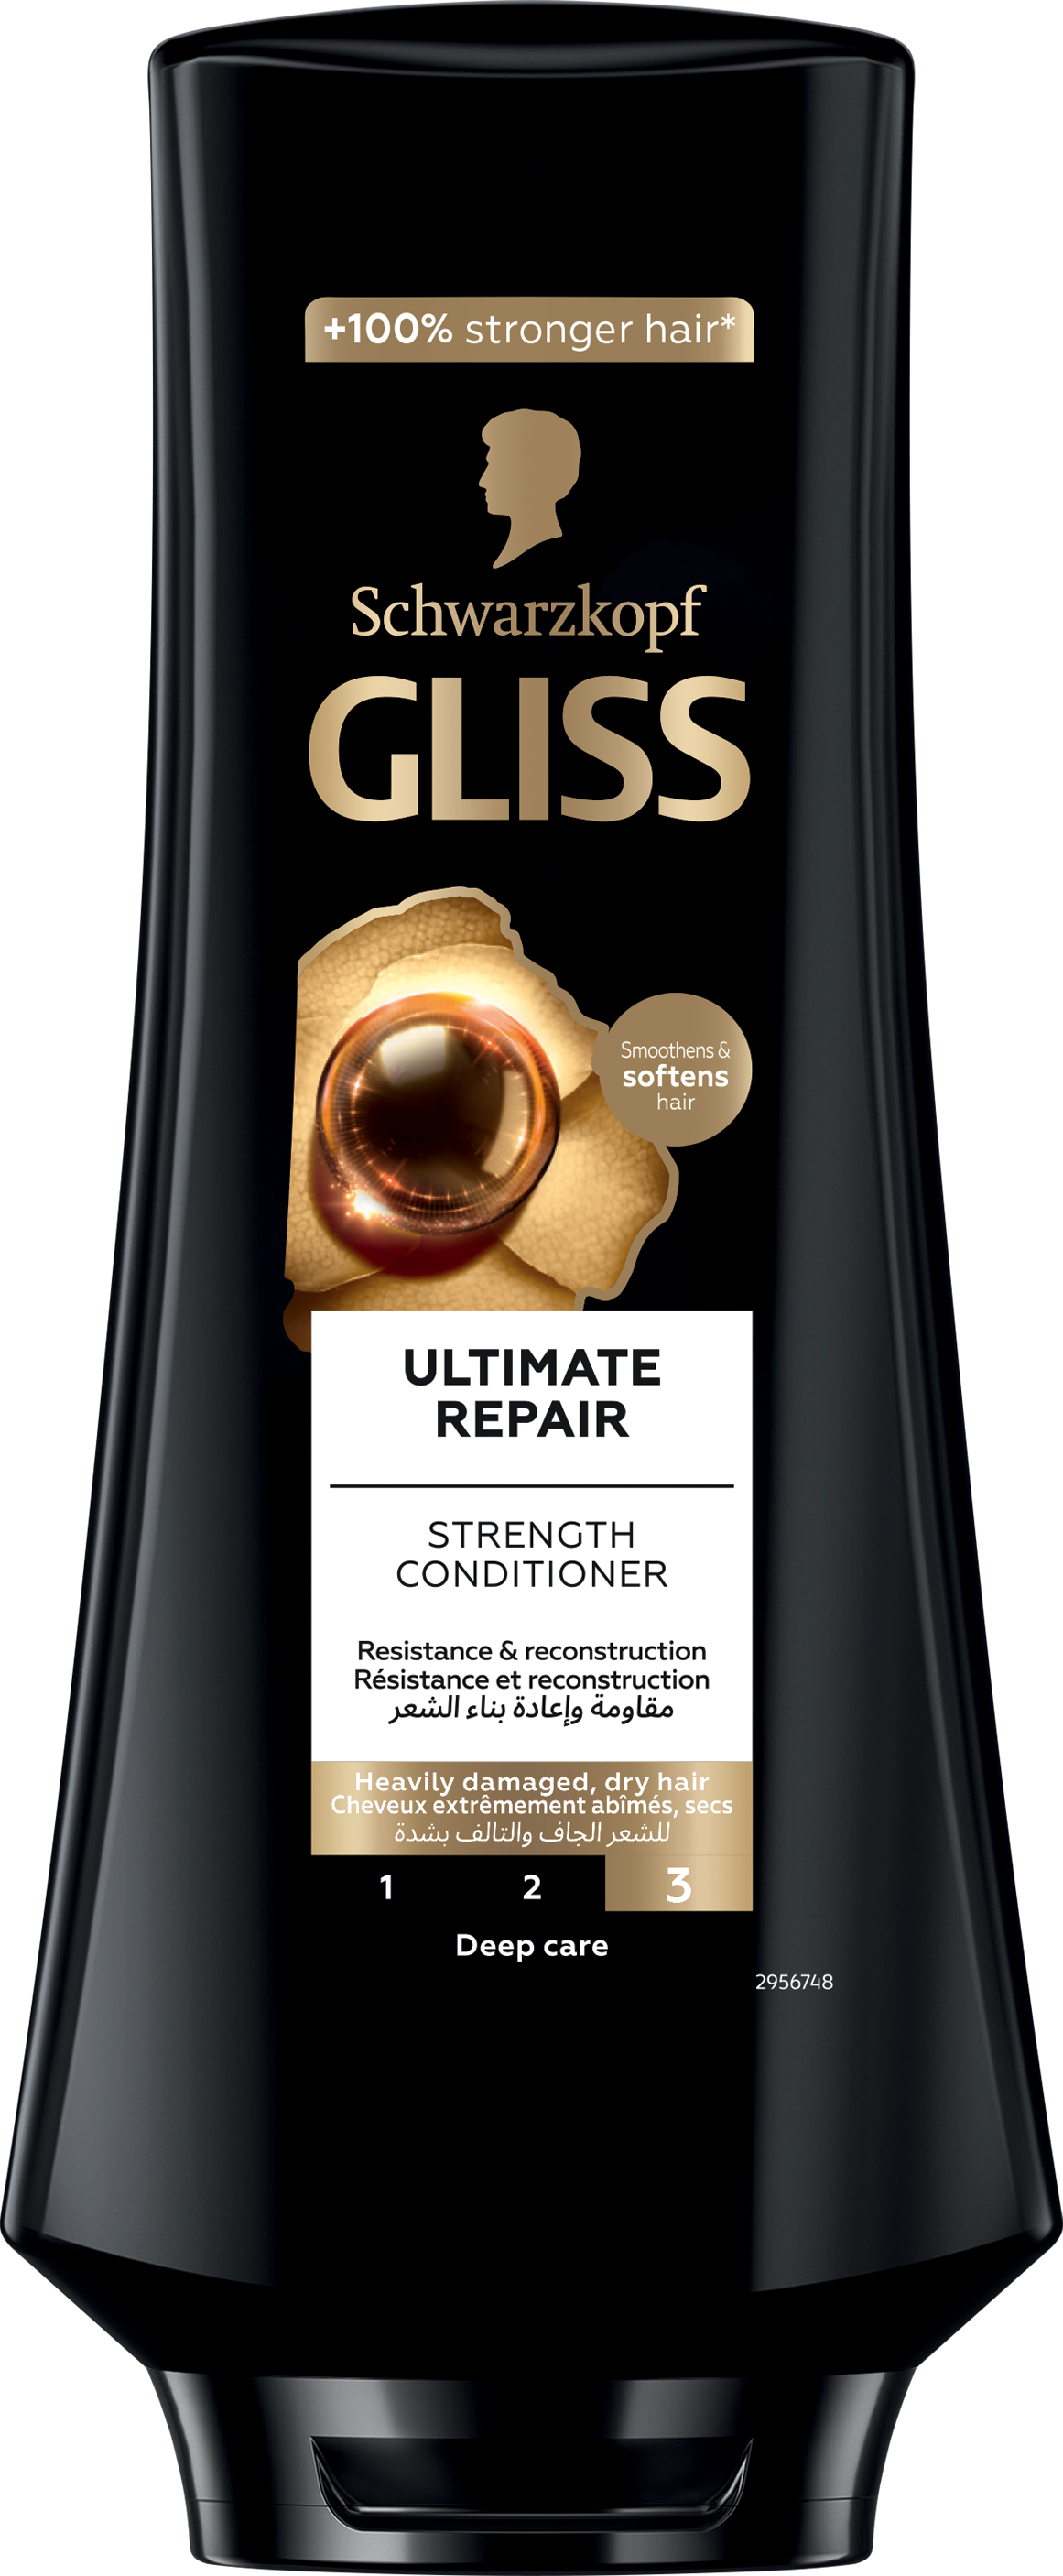 +100% stronger hair*
Schwarzkopf
GLISS
Smoothens &
softens
hair
ULTIMATE
REPAIR
STRENGTH
CONDITIONER
Resistance & reconstruction
Résistance et reconstruction
مقاومة وإعادة بناء الشعر
Heavily damaged, dry hair
Cheveux extrêmement abîmés, secs
للشعر الجاف والتالف بشدة
1 2 3
Deep care
2956748